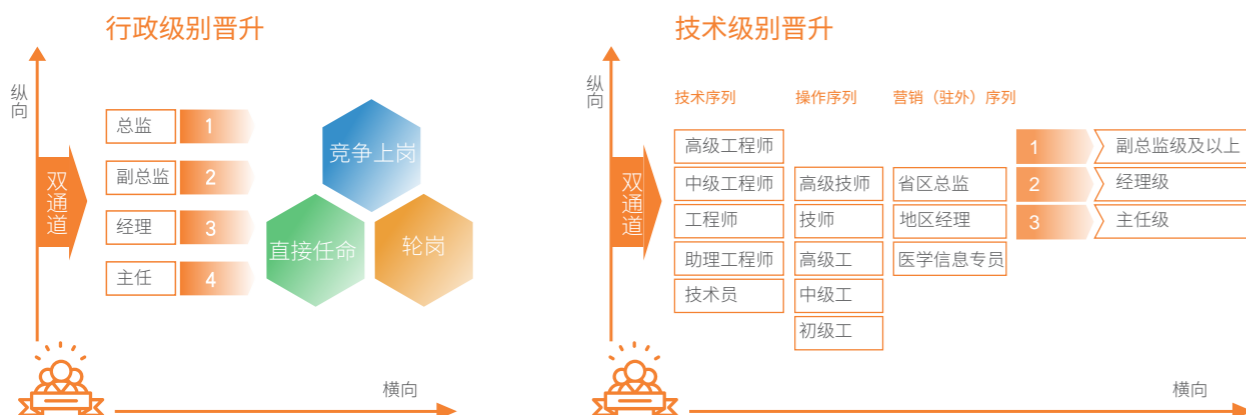 行政级别晋升
纵向
双通道
总监
1
副总监
2
经理
3
主任
4
竞争上岗
直接任命
轮岗
横向
技术级别晋升
纵向
双通道
技术序列
操作序列
营销（驻外）序列
高级工程师
1
副总监级及以上
中级工程师
高级技师
省区总监
2
经理级
工程师
技师
地区经理
3
主任级
助理工程师
高级工
医学信息专员
技术员
中级工
初级工
横向